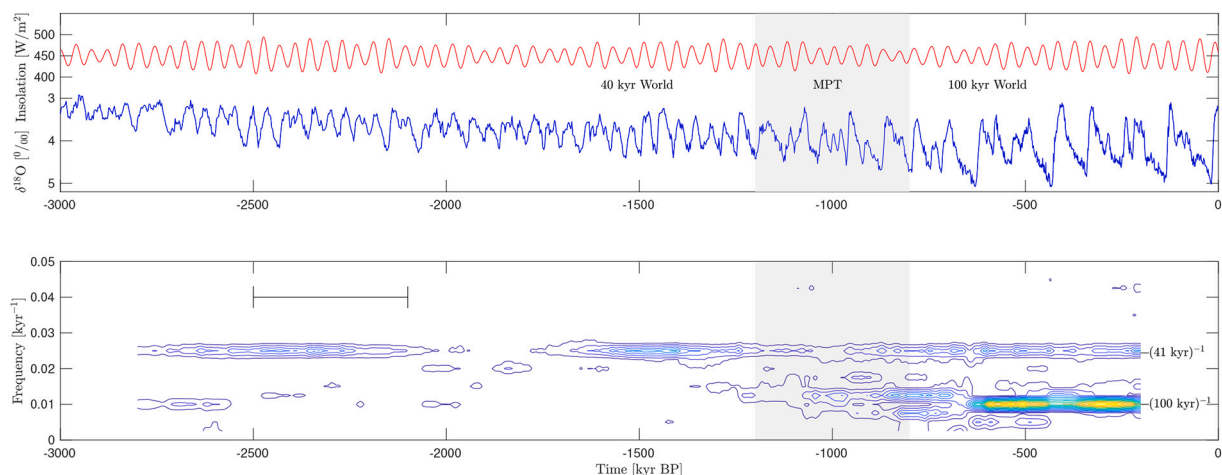 Insolation [W/m²]
500
450
400
40 kyr World
MPT
100 kyr World
δ¹⁸O [⁰/₀₀]
3
4
5
-3000
-2500
-2000
-1500
-1000
-500
0
Frequency [kyr⁻¹]
0.05
0.04
0.03
0.02
0.01
0
(41 kyr)⁻¹
(100 kyr)⁻¹
-3000
-2500
-2000
-1500
-1000
-500
0
Time [kyr BP]